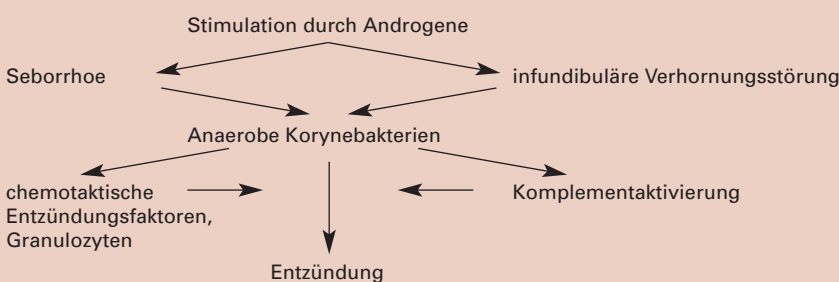 Stimulation durch Androgene
Seborrhoe
infundibuläre Verhornungsstörung
Anaerobe Korynebakterien
chemotaktische
Entzündungsfaktoren,
Granulozyten
Komplementaktivierung
Entzündung